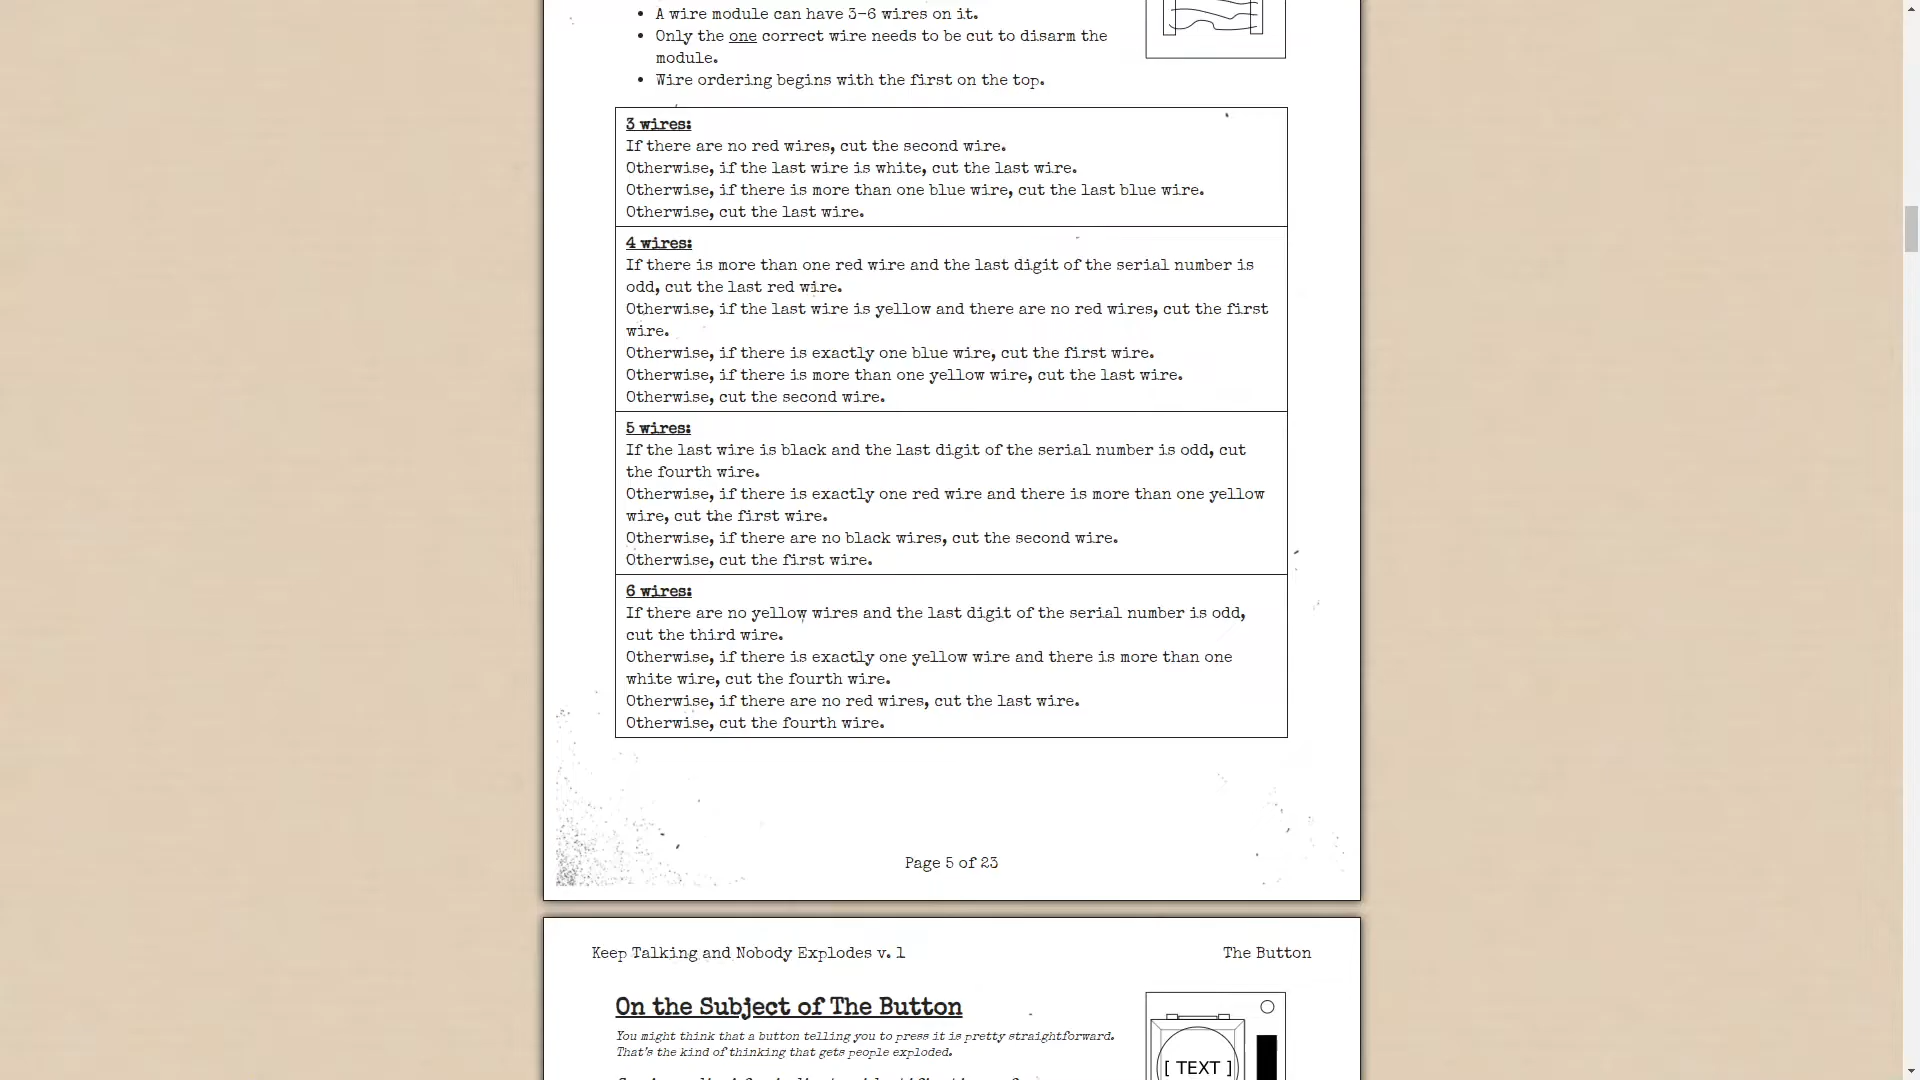 A wire module can have 3-6 wires on it.
Only the one correct wire needs to be cut to disarm the
module.
Wire ordering begins with the first on the top.
3 wires:
If there are no red wires, cut the second wire.
Otherwise, if the last wire is white, cut the last wire.
Otherwise, if there is more than one blue wire, cut the last blue wire.
Otherwise, cut the last wire.
4 wires:
If there is more than one red wire and the last digit of the serial number is
odd, cut the last red wire.
Otherwise, if the last wire is yellow and there are no red wires, cut the first
wire.
Otherwise, if there is exactly one blue wire, cut the first wire.
Otherwise, if there is more than one yellow wire, cut the last wire.
Otherwise, cut the second wire.
5 wires:
If the last wire is black and the last digit of the serial number is odd, cut
the fourth wire.
Otherwise, if there is exactly one red wire and there is more than one yellow
wire, cut the first wire.
Otherwise, if there are no black wires, cut the second wire.
Otherwise, cut the first wire.
6 wires:
If there are no yellow wires and the last digit of the serial number is odd,
cut the third wire.
Otherwise, if there is exactly one yellow wire and there is more than one
white wire, cut the fourth wire.
Otherwise, if there are no red wires, cut the last wire.
Otherwise, cut the fourth wire.
Page 5 of 23
Keep Talking and Nobody Explodes v. 1
The Button
On the Subject of The Button
You might think that a button telling you to press it is pretty straightforward.
That's the kind of thinking that gets people exploded.
[ TEXT ]